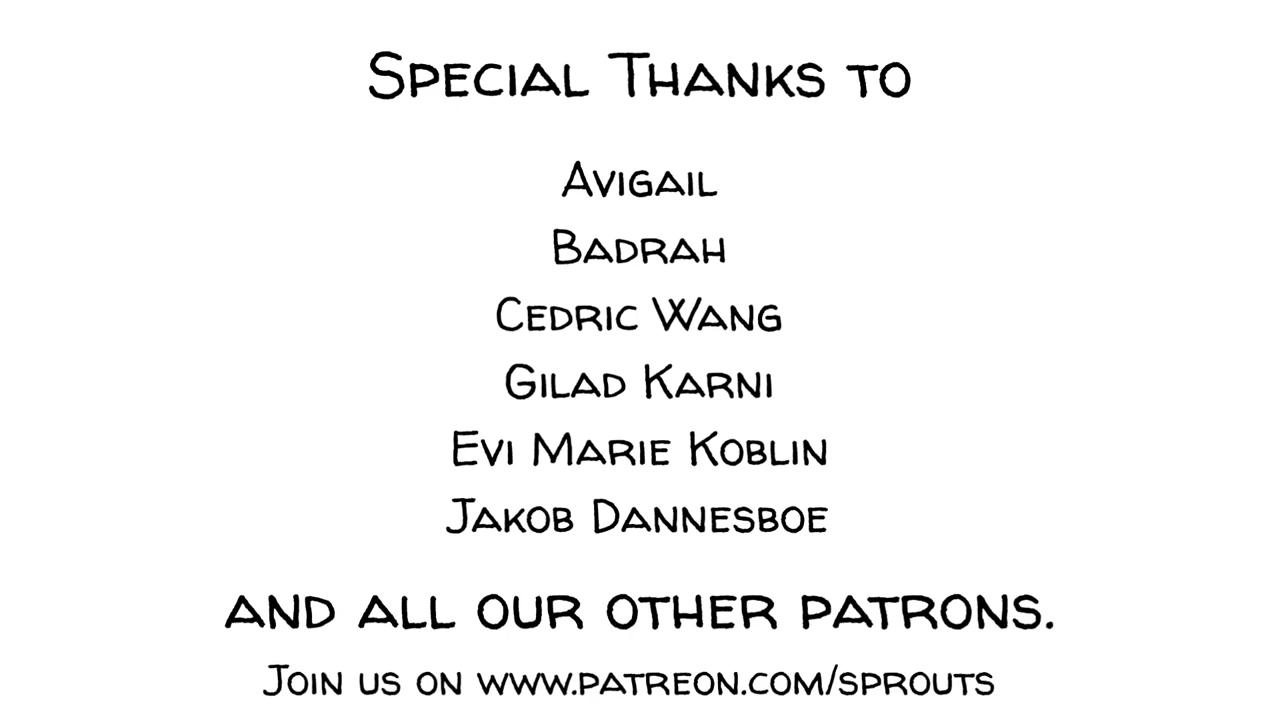 Special Thanks to
Avigail
Badrah
Cedric Wang
Gilad Karni
Evi Marie Koblin
Jakob Dannesboe
and all our other patrons.
Join us on www.patreon.com/sprouts